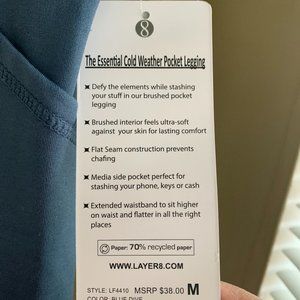 8
The Essential Cold Weather Pocket Legging
Defy the elements while stashing
your stuff in our brushed pocket
legging
Brushed interior feels ultra-soft
against your skin for lasting comfort
Flat Seam construction prevents
chafing
Media side pocket perfect for
stashing your phone, keys or cash
Extended waistband to sit higher
on waist and flatter in all the right
places
Paper: 70% recycled paper
WWW.LAYER8.COM
STYLE: LF4410 MSRP $38.00 M
COLOR: BLUE DIVE